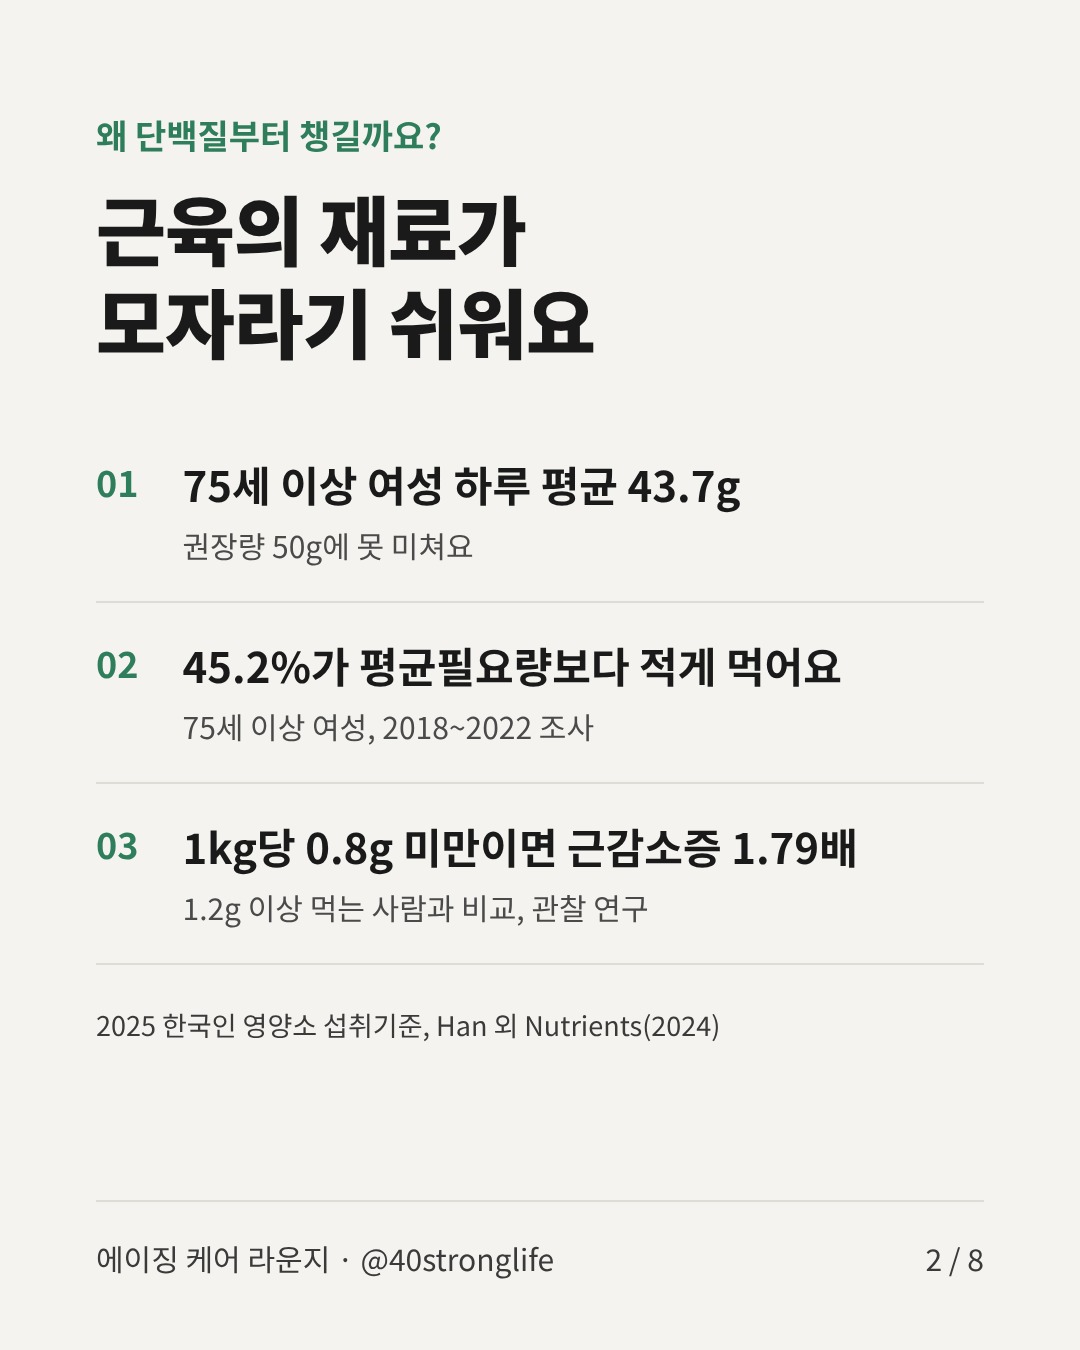 왜 단백질부터 챙길까요?
근육의 재료가
모자라기 쉬워요
01 75세 이상 여성 하루 평균 43.7g
권장량 50g에 못 미쳐요
02 45.2%가 평균필요량보다 적게 먹어요
75세 이상 여성, 2018~2022 조사
03 1kg당 0.8g 미만이면 근감소증 1.79배
1.2g 이상 먹는 사람과 비교, 관찰 연구
2025 한국인 영양소 섭취기준, Han 외 Nutrients(2024)
에이징 케어 라운지 · @40stronglife 2 / 8